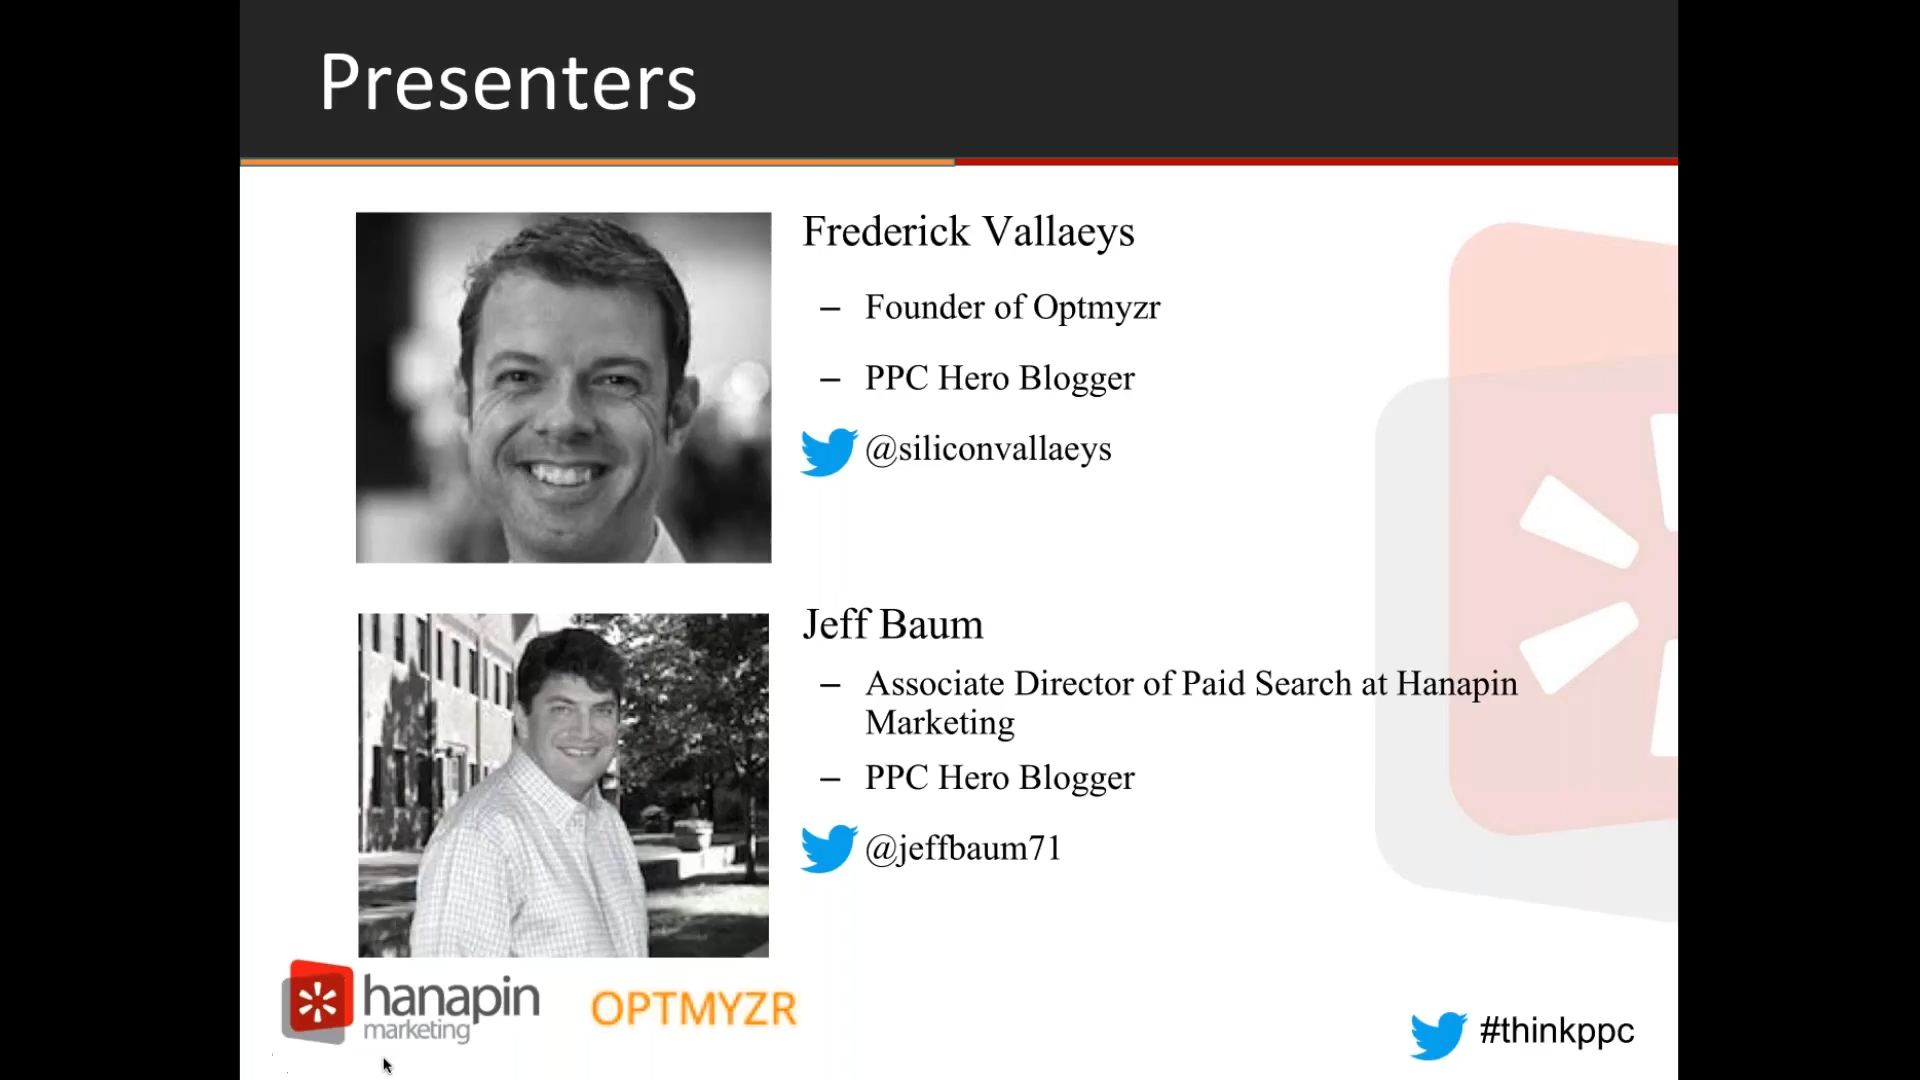 Presenters
Frederick Vallaeys
– Founder of Optmyzr
– PPC Hero Blogger
@siliconvallaeys
Jeff Baum
– Associate Director of Paid Search at Hanapin
Marketing
– PPC Hero Blogger
@jeffbaum71
hanapin
marketing
OPTMYZR
#thinkppc